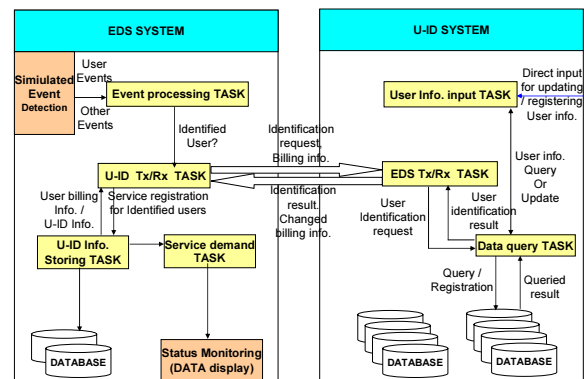 EDS SYSTEM
U-ID SYSTEM
User
Events
Simiulated
Event
Detection
Other
Events
Event processing TASK
Identified
User?
Identification
request,
Billing info.
U-ID Tx/Rx TASK
User billing
Info. /
U-ID Info.
Service registration
for Identified users
Identification
result.
Changed
billing info.
U-ID Info.
Storing TASK
Service demand
TASK
DATABASE
Status Monitoring
(DATA display)
User Info. input TASK
Direct input
for updating
/ registering
User info.
EDS Tx/Rx TASK
User info.
Query
Or
Update
User
Identification
request
User
identification
result
Data query TASK
Query /
Registration
Queried
result
DATABASE
DATABASE